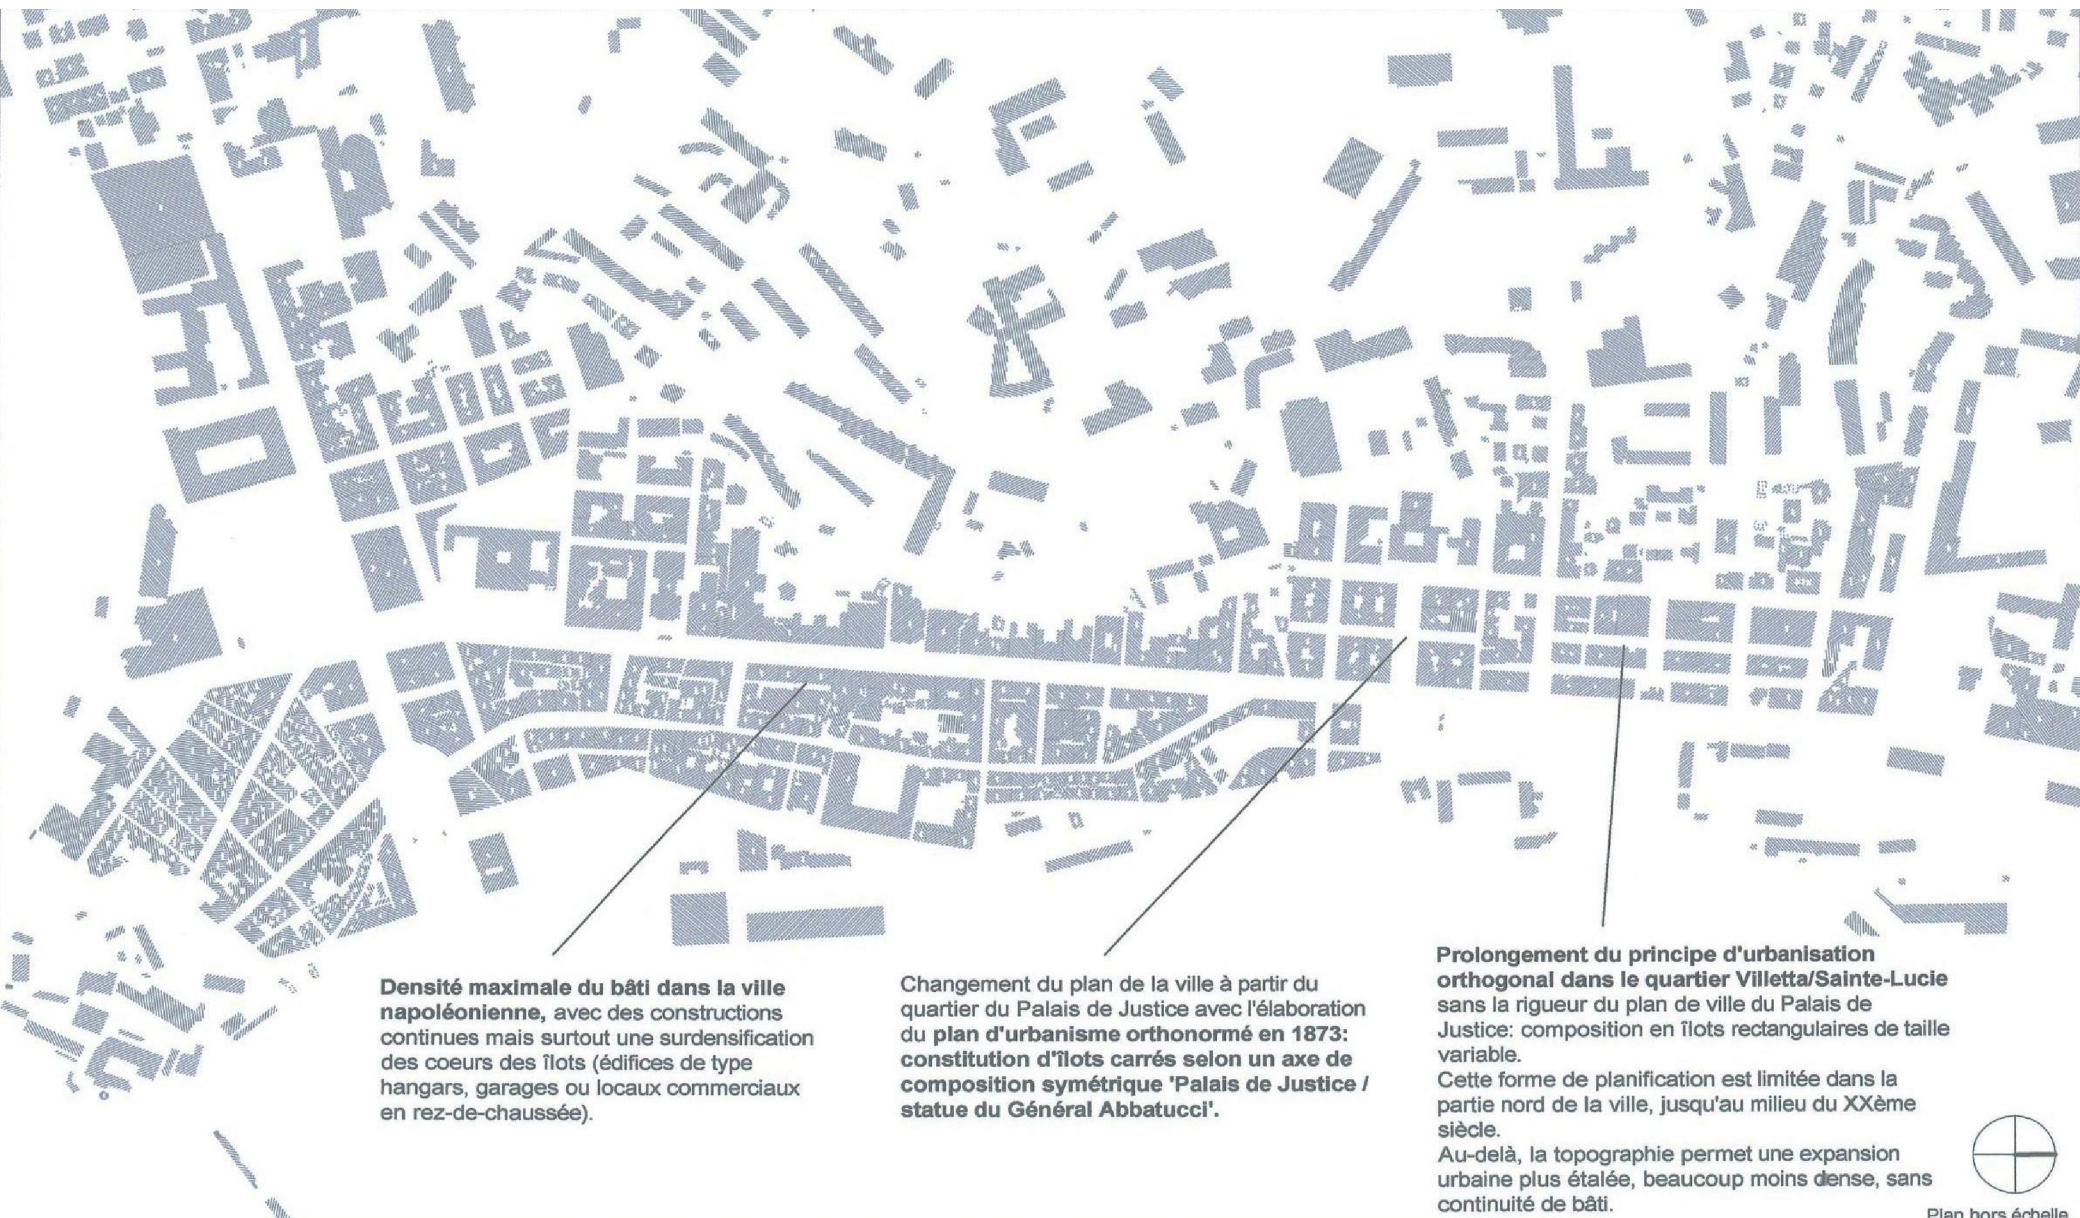 Densité maximale du bâti dans la ville
napoléonienne, avec des constructions
continues mais surtout une surdensification
des coeurs des îlots (édifices de type
hangars, garages ou locaux commerciaux
en rez-de-chaussée).
Changement du plan de la ville à partir du
quartier du Palais de Justice avec l'élaboration
du plan d'urbanisme orthonormé en 1873:
constitution d'îlots carrés selon un axe de
composition symétrique 'Palais de Justice /
statue du Général Abbatucci'.
Prolongement du principe d'urbanisation
orthogonal dans le quartier Villetta/Sainte-Lucie
sans la rigueur du plan de ville du Palais de
Justice: composition en îlots rectangulaires de taille
variable.
Cette forme de planification est limitée dans la
partie nord de la ville, jusqu'au milieu du XXème
siècle.
Au-delà, la topographie permet une expansion
urbaine plus étalée, beaucoup moins dense, sans
continuité de bâti.
Plan hors échelle